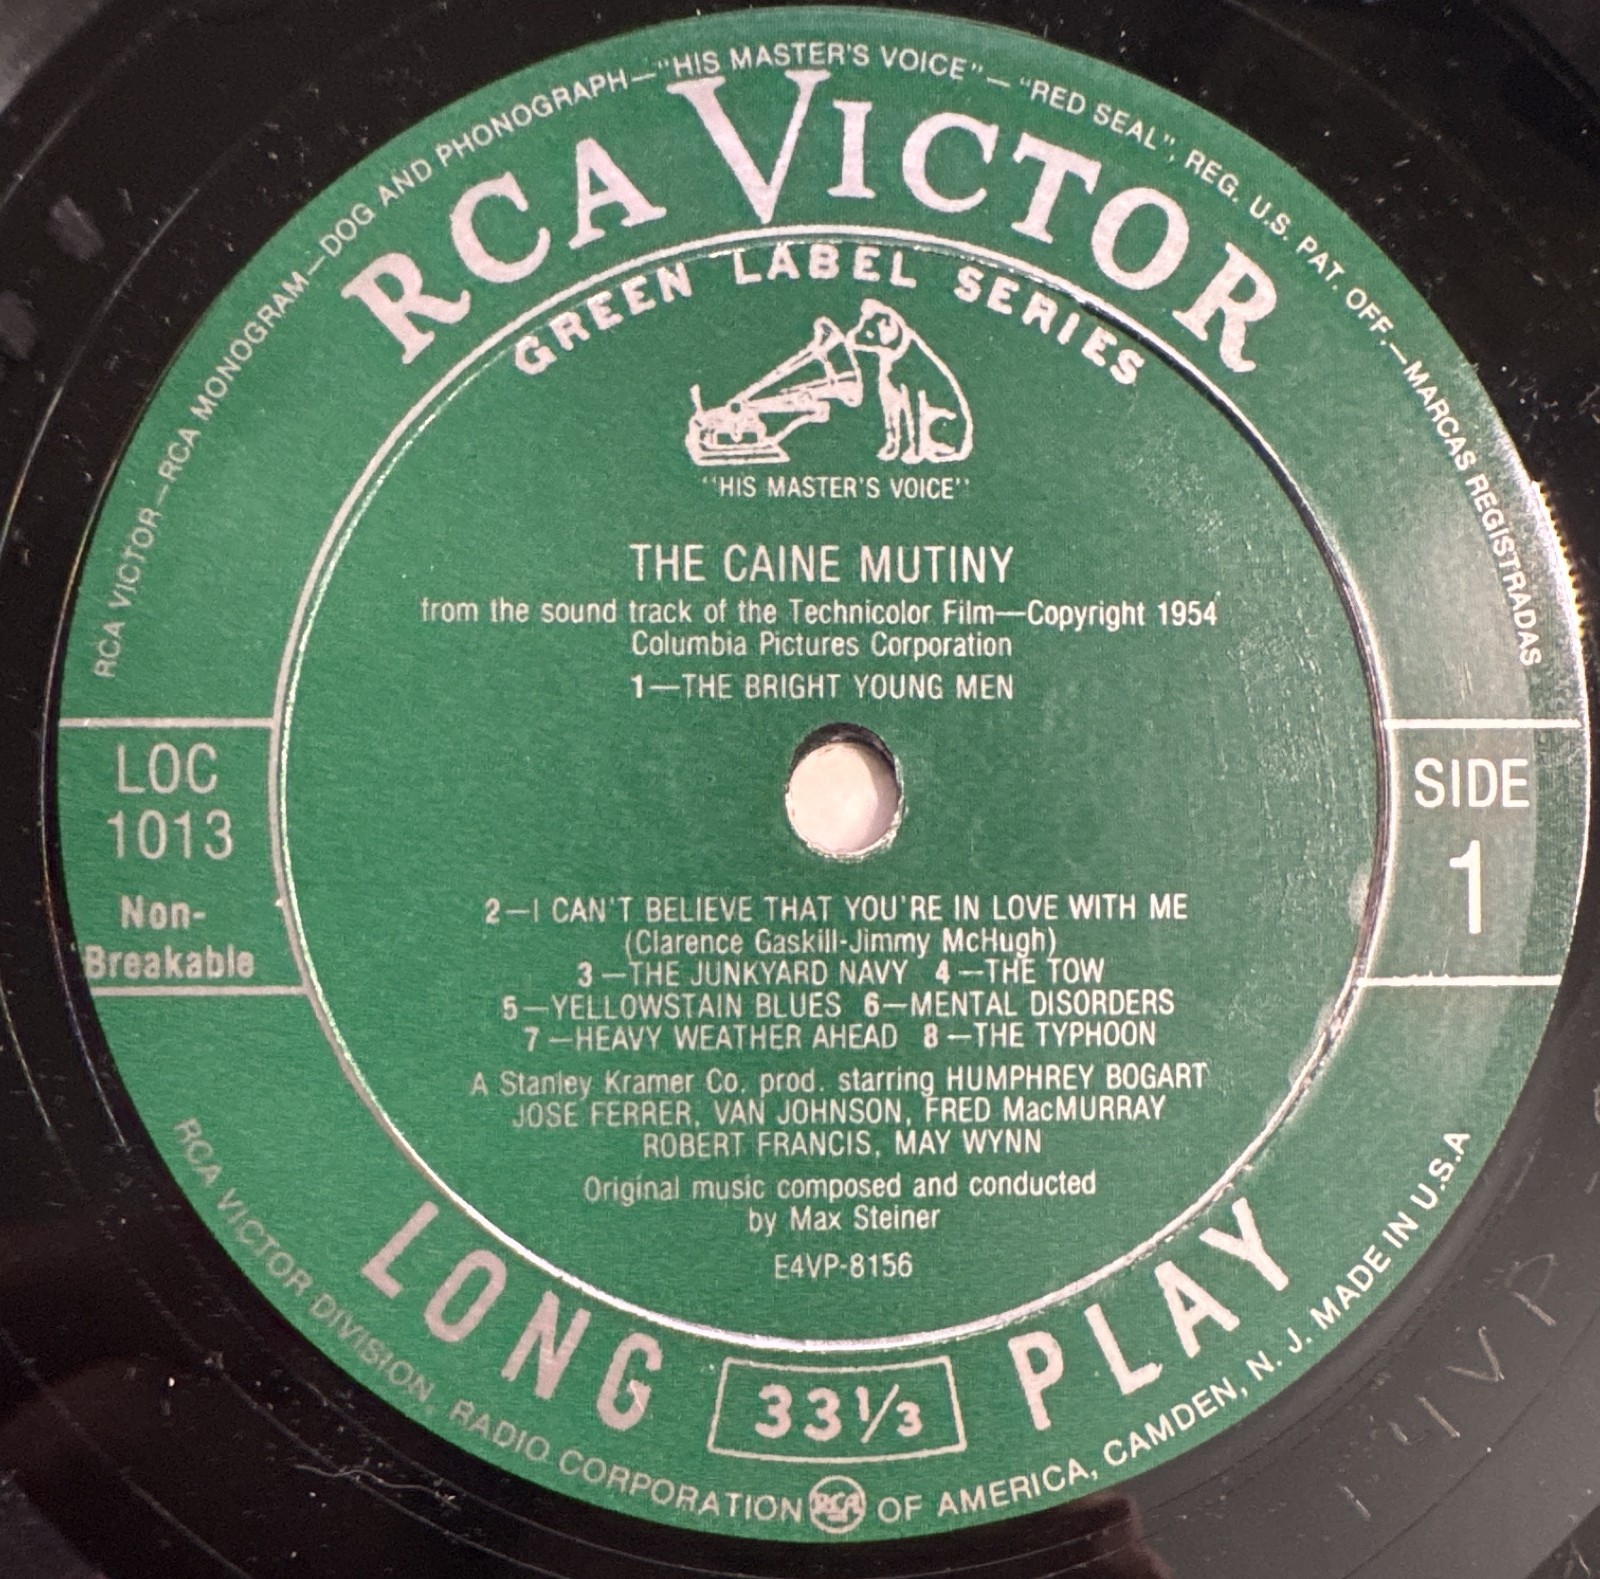 RCA VICTOR—RCA MONOGRAM—DOG AND PHONOGRAPH—"HIS MASTER'S VOICE"—"RED SEAL", REG. U.S. PAT. OFF.—MARCAS REGISTRADAS
RCA VICTOR
GREEN LABEL SERIES
"HIS MASTER'S VOICE"
THE CAINE MUTINY
from the sound track of the Technicolor Film—Copyright 1954
Columbia Pictures Corporation
1—THE BRIGHT YOUNG MEN
LOC
1013
Non-
Breakable
SIDE
1
2—I CAN'T BELIEVE THAT YOU'RE IN LOVE WITH ME
(Clarence Gaskill-Jimmy McHugh)
3—THE JUNKYARD NAVY 4—THE TOW
5—YELLOWSTAIN BLUES 6—MENTAL DISORDERS
7—HEAVY WEATHER AHEAD 8—THE TYPHOON
A Stanley Kramer Co. prod. starring HUMPHREY BOGART
JOSE FERRER, VAN JOHNSON, FRED MacMURRAY
ROBERT FRANCIS, MAY WYNN
Original music composed and conducted
by Max Steiner
E4VP-8156
LONG 33 1/3 PLAY
RCA VICTOR DIVISION, RADIO CORPORATION RCA OF AMERICA, CAMDEN, N. J. MADE IN U.S.A